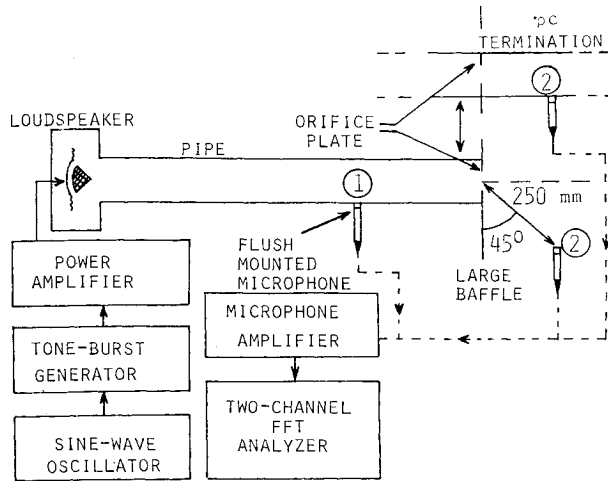 °ρc
TERMINATION
2
LOUDSPEAKER
ORIFICE
PLATE
PIPE
1
250 mm
2
45°
FLUSH
MOUNTED
MICROPHONE
LARGE
BAFFLE
POWER
AMPLIFIER
MICROPHONE
AMPLIFIER
TONE-BURST
GENERATOR
TWO-CHANNEL
FFT
ANALYZER
SINE-WAVE
OSCILLATOR